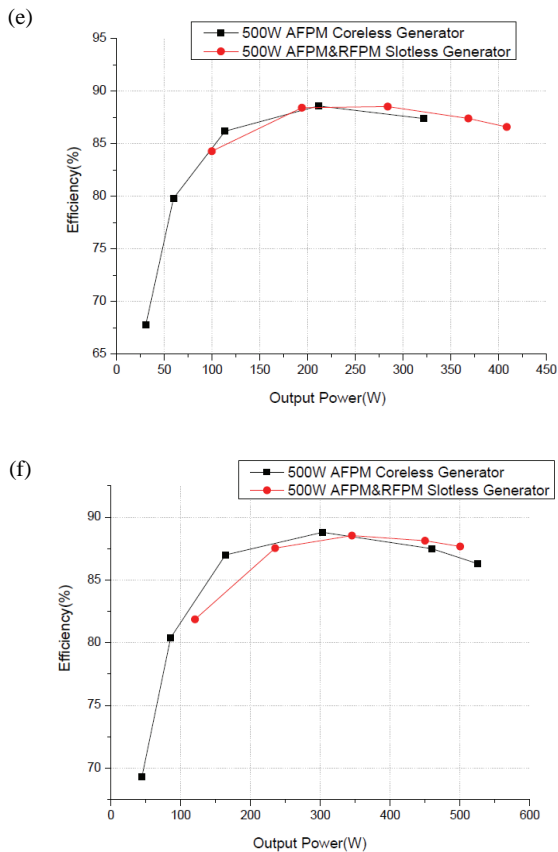 (e)
500W AFPM Coreless Generator
500W AFPM&RFPM Slotless Generator
95
90
85
80
75
70
65
Efficiency(%)
0 50 100 150 200 250 300 350 400 450
Output Power(W)
(f)
500W AFPM Coreless Generator
500W AFPM&RFPM Slotless Generator
90
85
80
75
70
Efficiency(%)
0 100 200 300 400 500 600
Output Power(W)